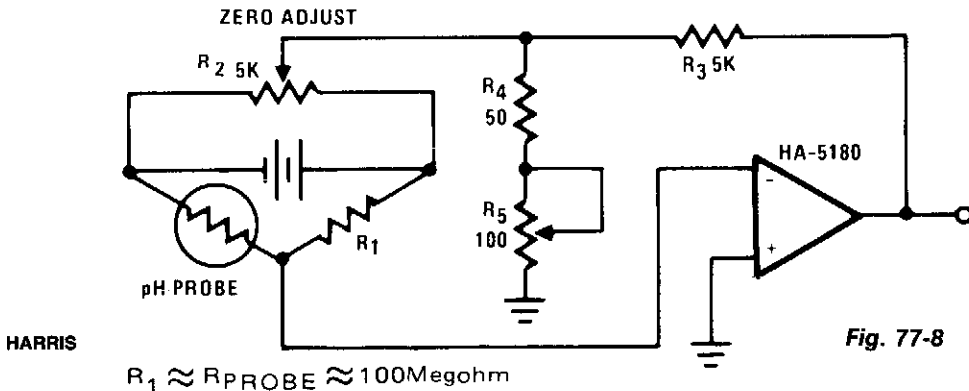 ZERO ADJUST
R2 5K
R3 5K
R4
50
HA-5180
-
+
R1
R5
100
pH PROBE
HARRIS
Fig. 77-8
R1 ≈ RPROBE ≈ 100Megohm